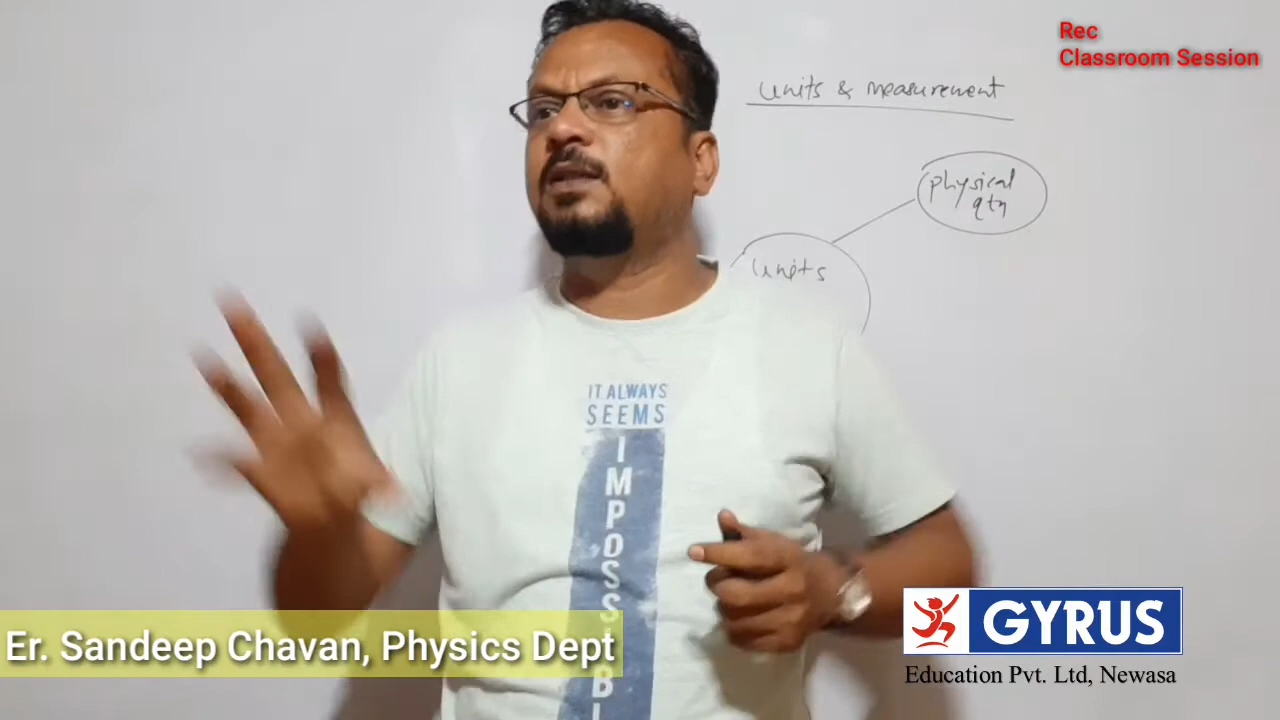 Rec
Classroom Session
units & measurement
physical
qty
units
IT ALWAYS
SEEMS
IMPOSSIBL
Er. Sandeep Chavan, Physics Dept
GYRUS
Education Pvt. Ltd, Newasa